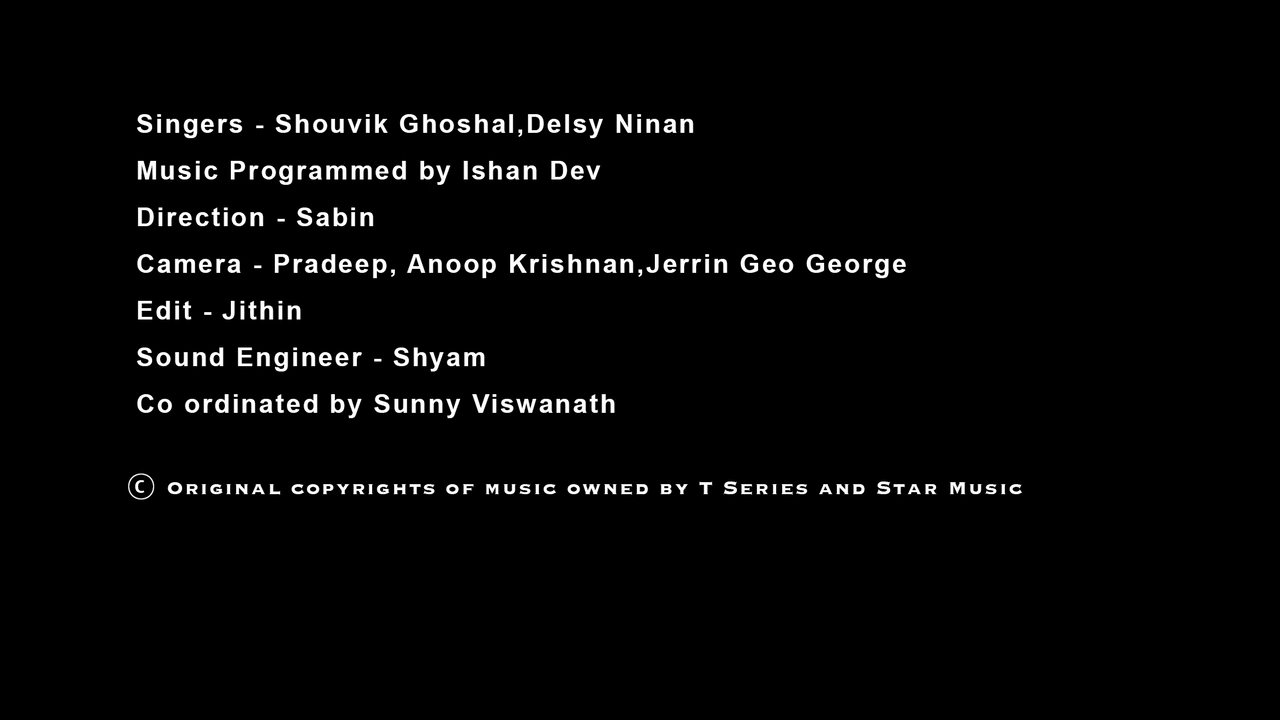 Singers - Shouvik Ghoshal,Delsy Ninan
Music Programmed by Ishan Dev
Direction - Sabin
Camera - Pradeep, Anoop Krishnan,Jerrin Geo George
Edit - Jithin
Sound Engineer - Shyam
Co ordinated by Sunny Viswanath
© Original copyrights of music owned by T Series and Star Music